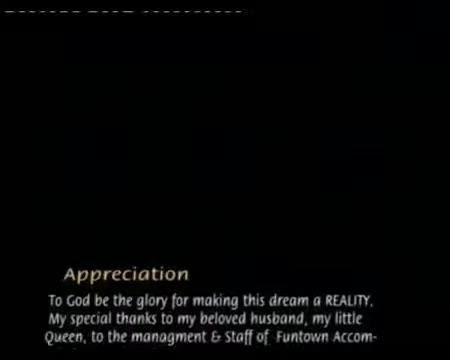 Appreciation
To God be the glory for making this dream a REALITY.
My special thanks to my beloved husband, my little
Queen, to the managment & Staff of Funtown Accom-